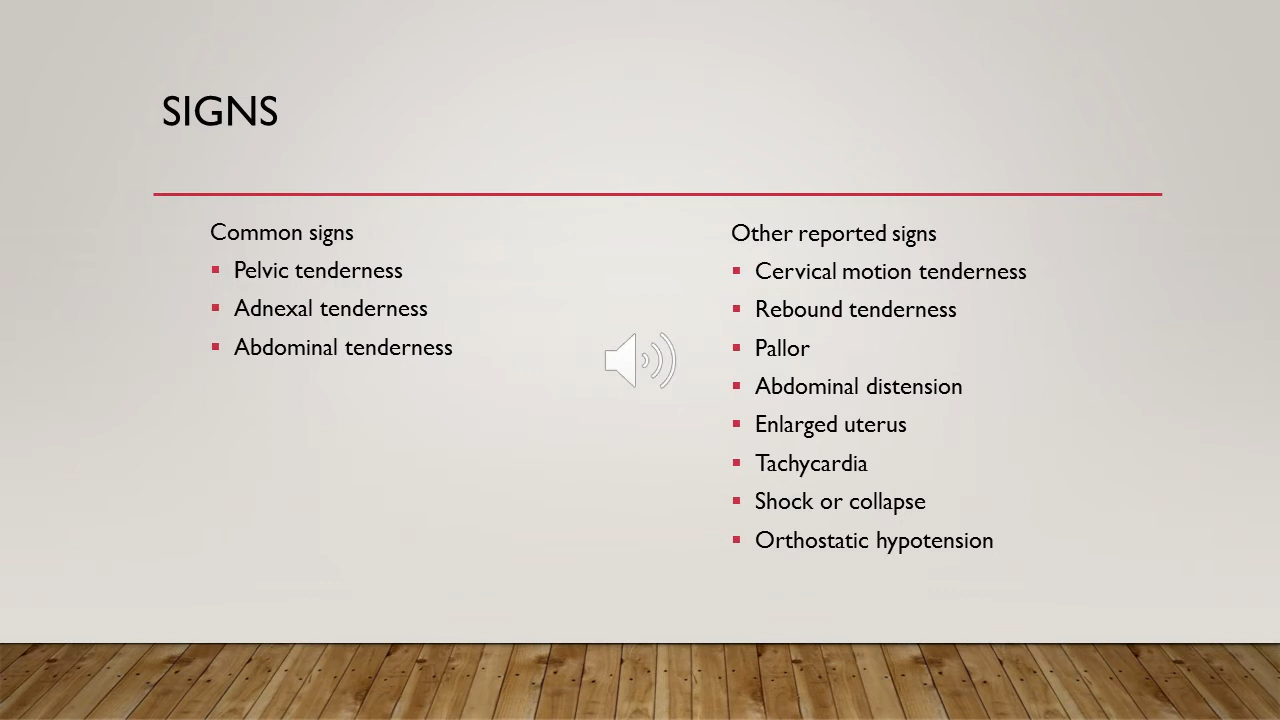 SIGNS
Common signs
Pelvic tenderness
Adnexal tenderness
Abdominal tenderness
Other reported signs
Cervical motion tenderness
Rebound tenderness
Pallor
Abdominal distension
Enlarged uterus
Tachycardia
Shock or collapse
Orthostatic hypotension